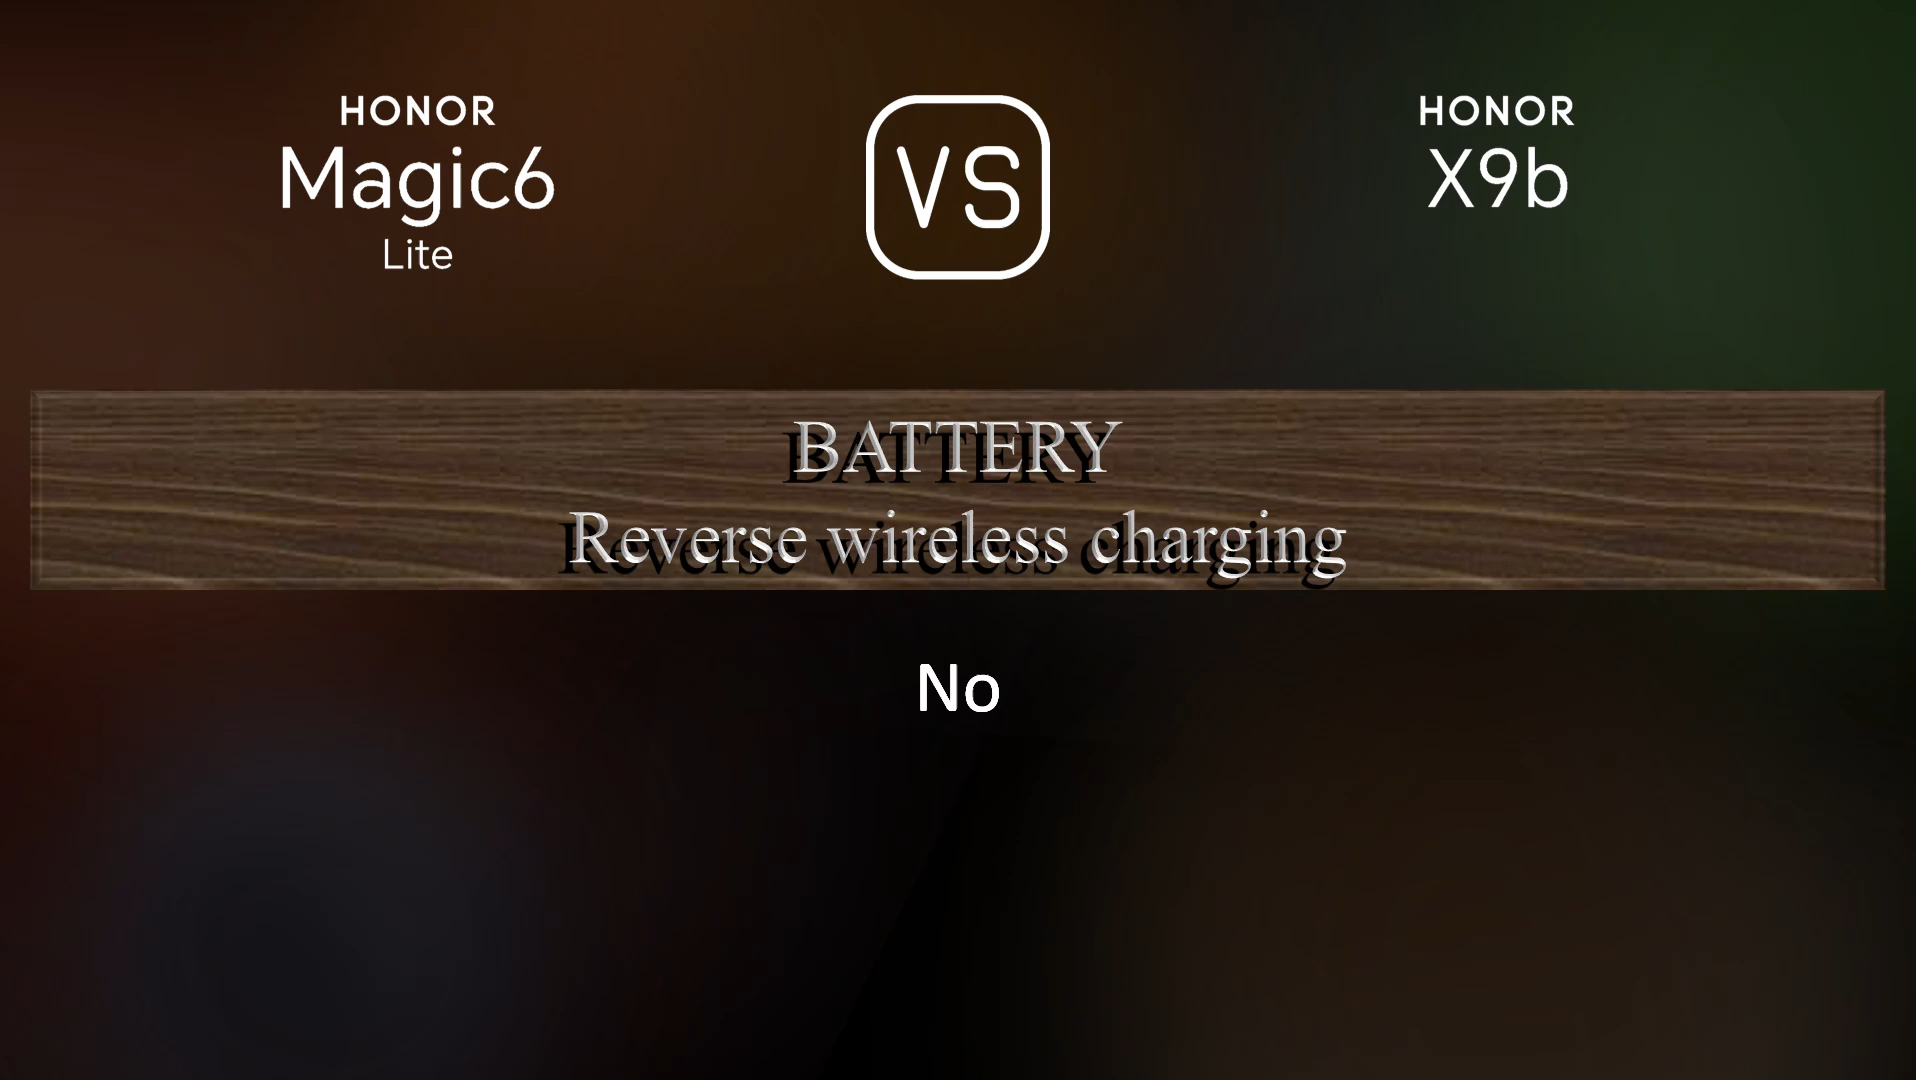 HONOR
Magic6
Lite
VS
HONOR
X9b
BATTERY
Reverse wireless charging
No